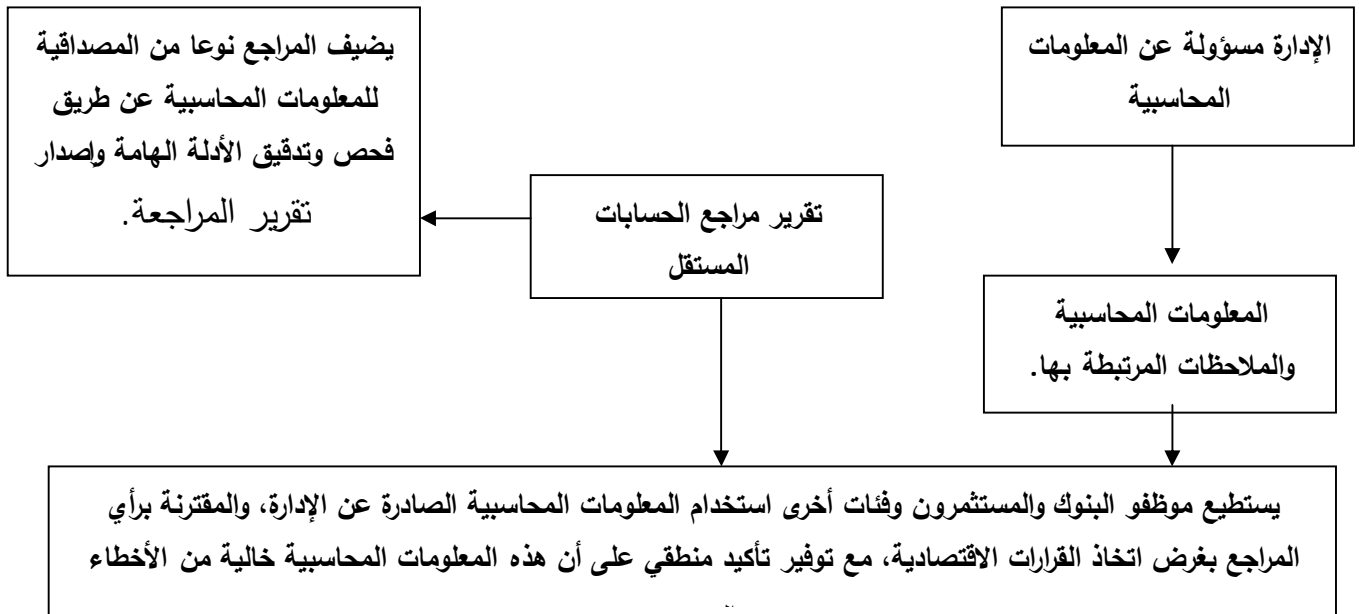 الإدارة مسؤولة عن المعلومات
المحاسبية
يضيف المراجع نوعا من المصداقية
للمعلومات المحاسبية عن طريق
فحص وتدقيق الأدلة الهامة وإصدار
تقرير المراجعة.
تقرير مراجع الحسابات
المستقل
المعلومات المحاسبية
والملاحظات المرتبطة بها.
يستطيع موظفو البنوك والمستثمرون وفئات أخرى استخدام المعلومات المحاسبية الصادرة عن الإدارة، والمقترنة برأي
المراجع بغرض اتخاذ القرارات الاقتصادية، مع توفير تأكيد منطقي على أن هذه المعلومات المحاسبية خالية من الأخطاء